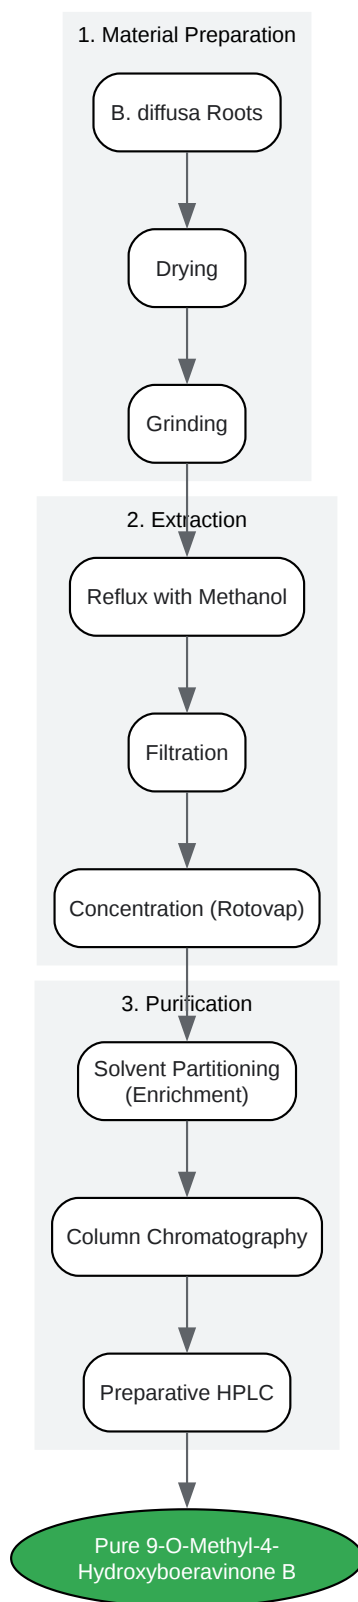 1. Material Preparation
B. diffusa Roots
Drying
Grinding
2. Extraction
Reflux with Methanol
Filtration
Concentration (Rotovap)
3. Purification
Solvent Partitioning
(Enrichment)
Column Chromatography
Preparative HPLC
Pure 9-O-Methyl-4-
Hydroxyboeravinone B